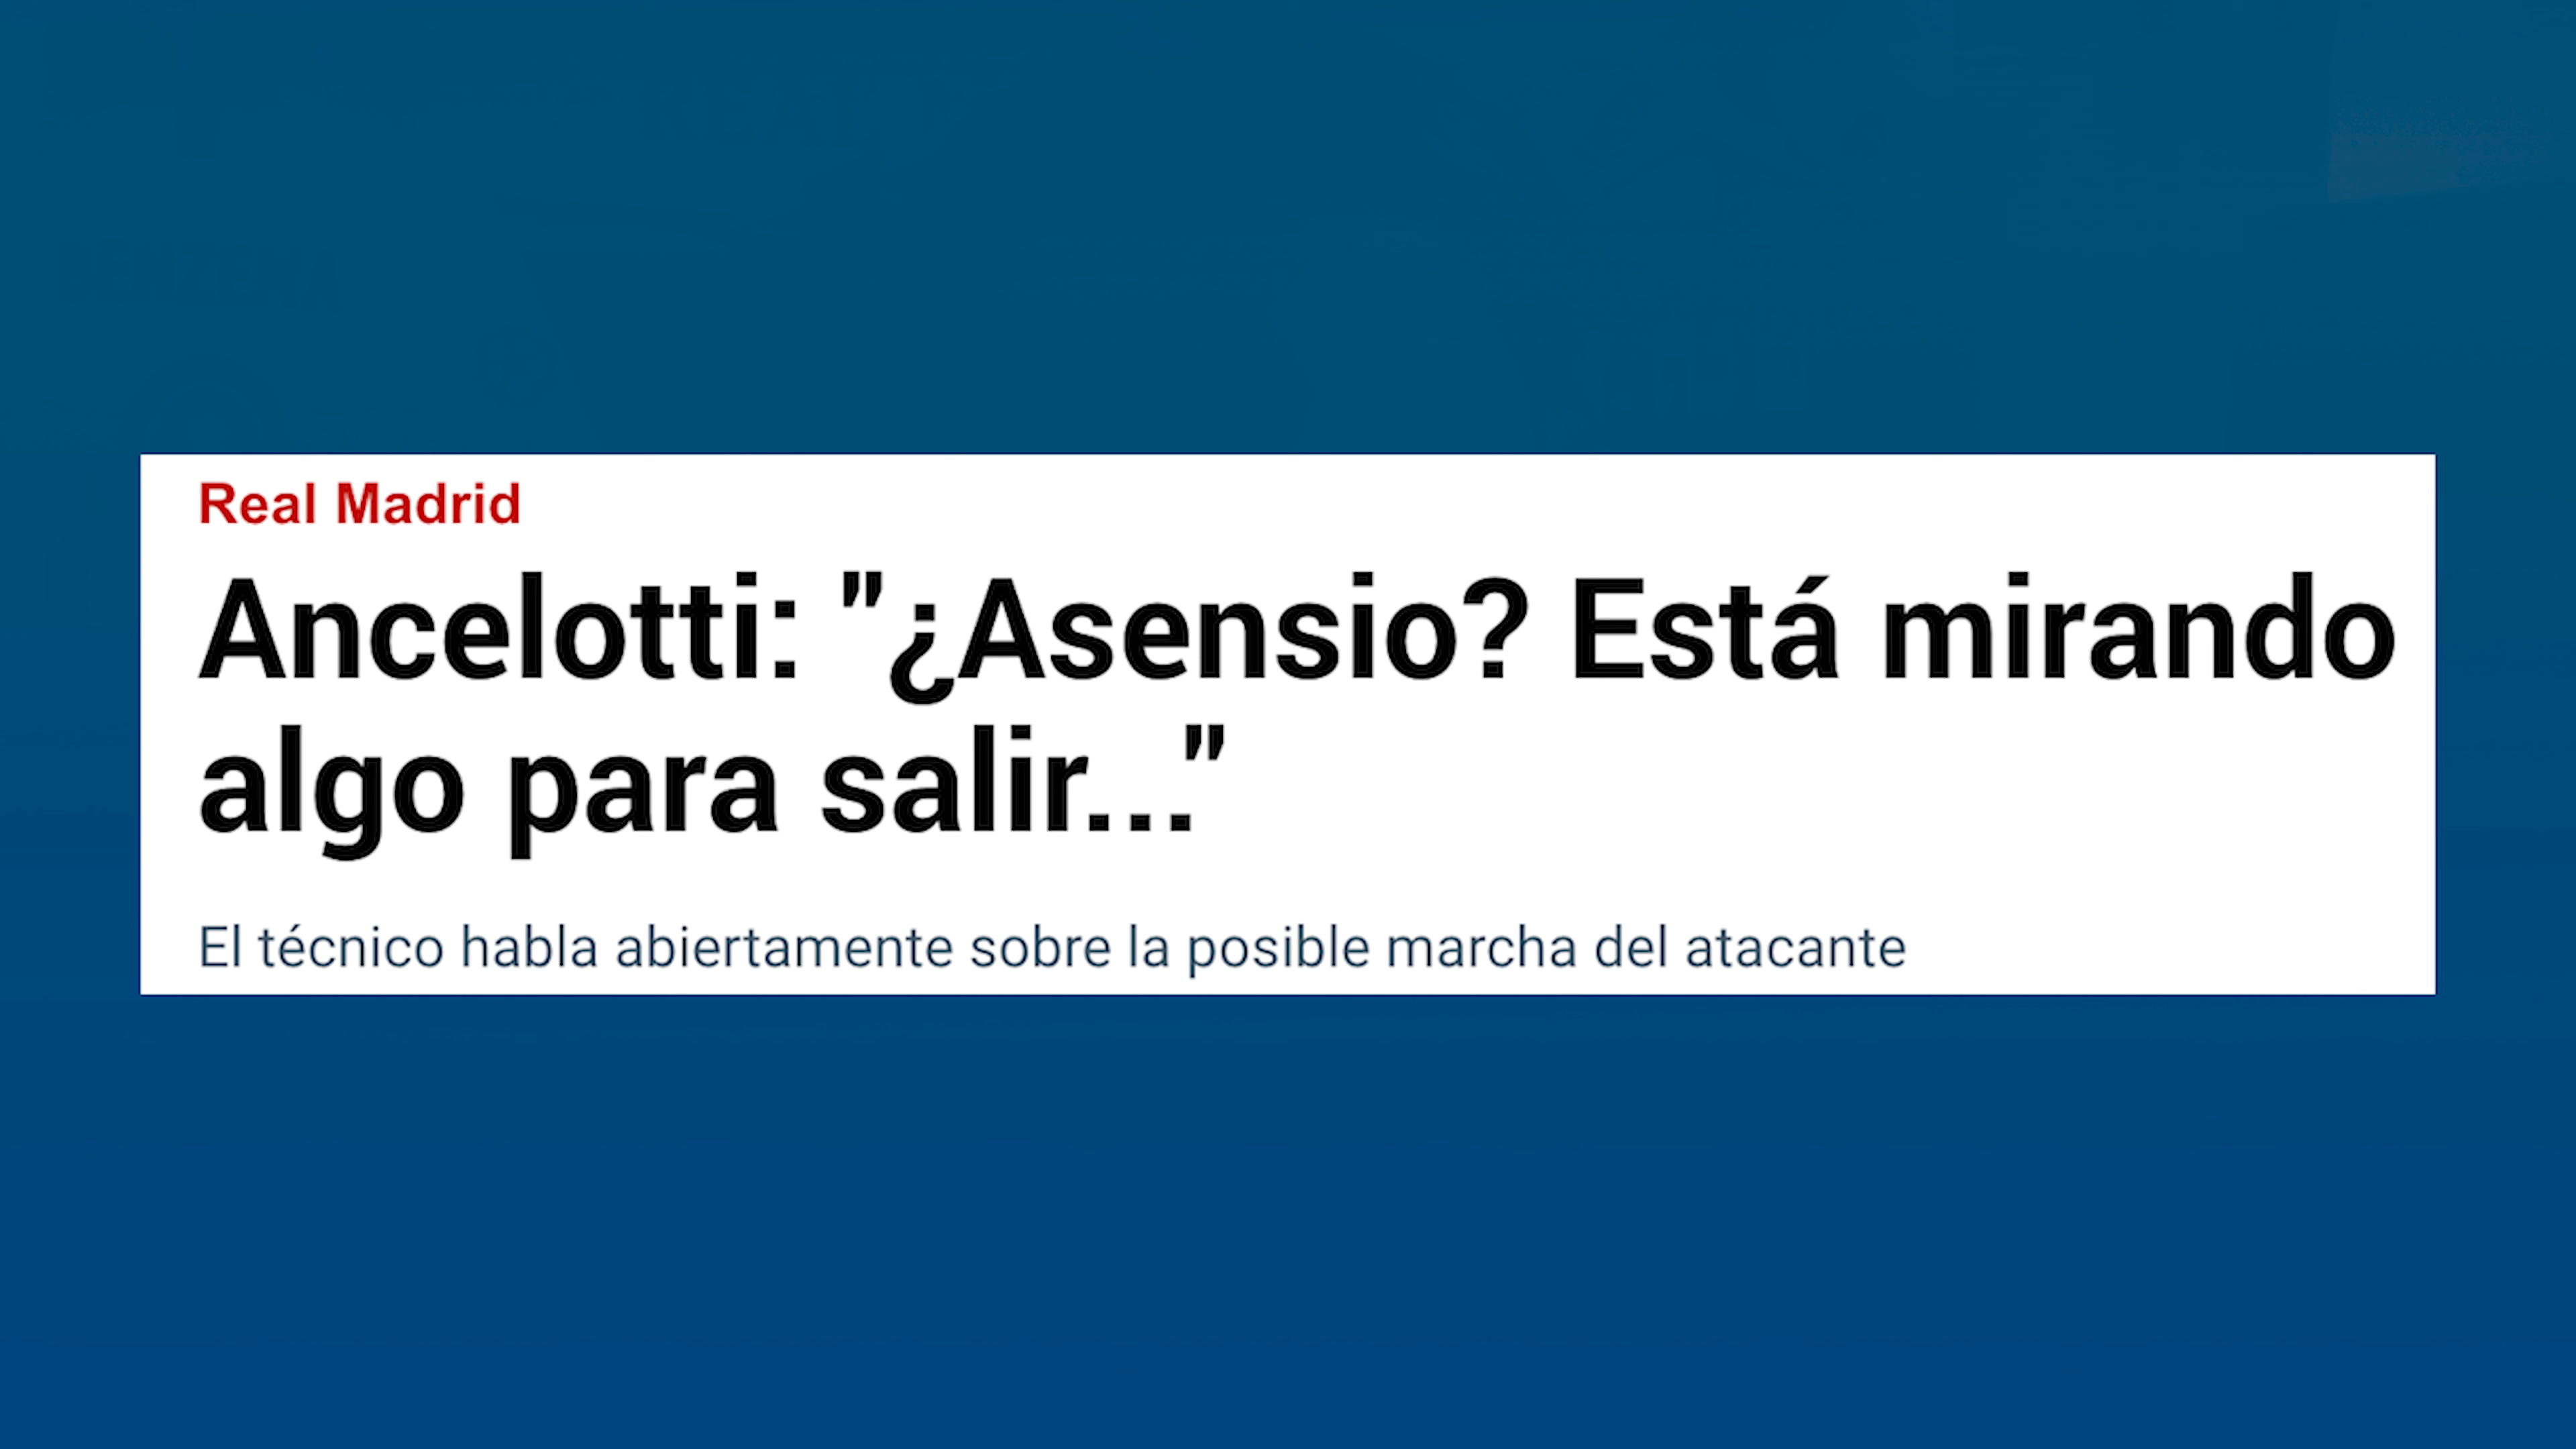 Real Madrid
Ancelotti: "¿Asensio? Está mirando
algo para salir..."
El técnico habla abiertamente sobre la posible marcha del atacante